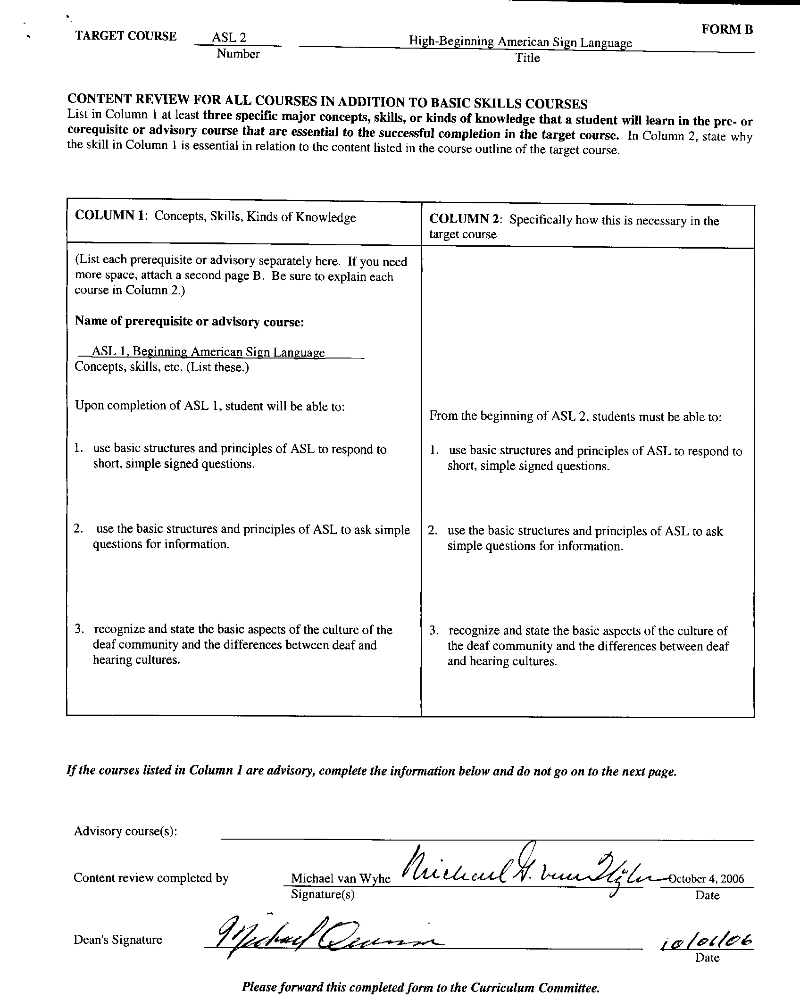 FORM B
TARGET COURSE ASL 2 High-Beginning American Sign Language
Number Title
CONTENT REVIEW FOR ALL COURSES IN ADDITION TO BASIC SKILLS COURSES
List in Column 1 at least three specific major concepts, skills, or kinds of knowledge that a student will learn in the pre- or
corequisite or advisory course that are essential to the successful completion in the target course. In Column 2, state why
the skill in Column 1 is essential in relation to the content listed in the course outline of the target course.
COLUMN 1: Concepts, Skills, Kinds of Knowledge
(List each prerequisite or advisory separately here. If you need
more space, attach a second page B. Be sure to explain each
course in Column 2.)
Name of prerequisite or advisory course:
ASL 1, Beginning American Sign Language
Concepts, skills, etc. (List these.)
Upon completion of ASL 1, student will be able to:
1. use basic structures and principles of ASL to respond to
short, simple signed questions.
2. use the basic structures and principles of ASL to ask simple
questions for information.
3. recognize and state the basic aspects of the culture of the
deaf community and the differences between deaf and
hearing cultures.
COLUMN 2: Specifically how this is necessary in the
target course
From the beginning of ASL 2, students must be able to:
1. use basic structures and principles of ASL to respond to
short, simple signed questions.
2. use the basic structures and principles of ASL to ask
simple questions for information.
3. recognize and state the basic aspects of the culture of
the deaf community and the differences between deaf
and hearing cultures.
If the courses listed in Column 1 are advisory, complete the information below and do not go on to the next page.
Advisory course(s):
Content review completed by Michael van Wyhe Michael H. van Wyhe October 4, 2006
Signature(s) Date
Dean's Signature Michael
Date
Please forward this completed form to the Curriculum Committee.